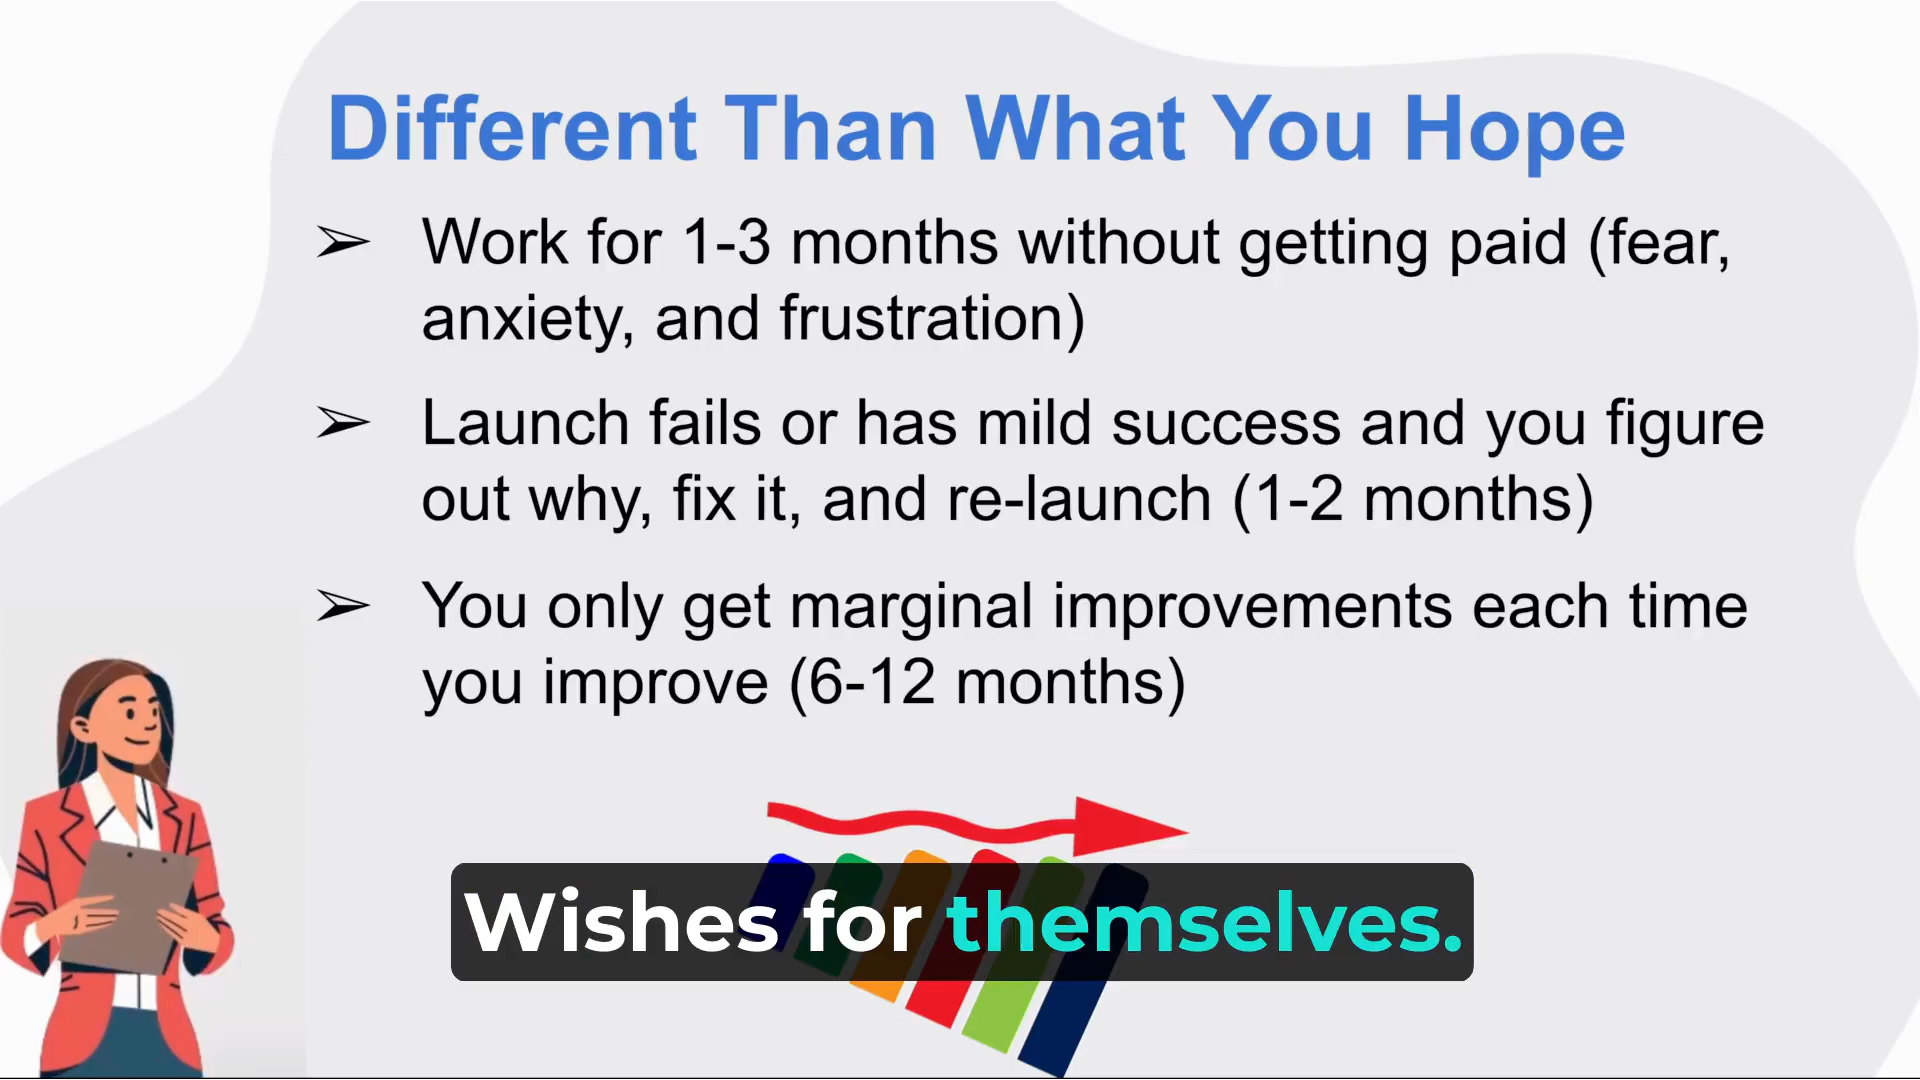 Different Than What You Hope
➢ Work for 1-3 months without getting paid (fear,
anxiety, and frustration)
➢ Launch fails or has mild success and you figure
out why, fix it, and re-launch (1-2 months)
➢ You only get marginal improvements each time
you improve (6-12 months)
Wishes for themselves.